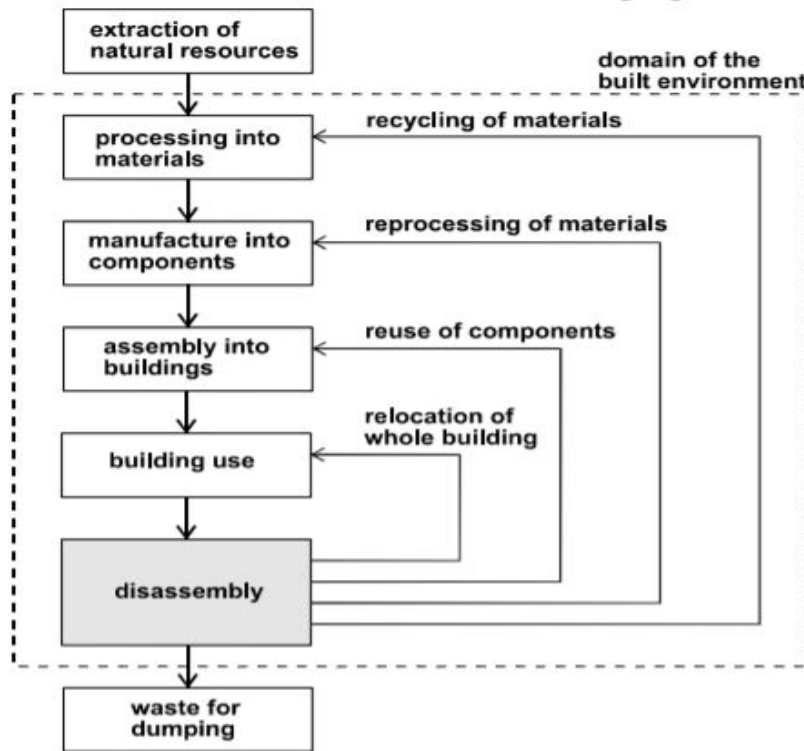 extraction of
natural resources
domain of the
built environment
processing into
materials
recycling of materials
manufacture into
components
reprocessing of materials
assembly into
buildings
reuse of components
relocation of
whole building
building use
disassembly
waste for
dumping